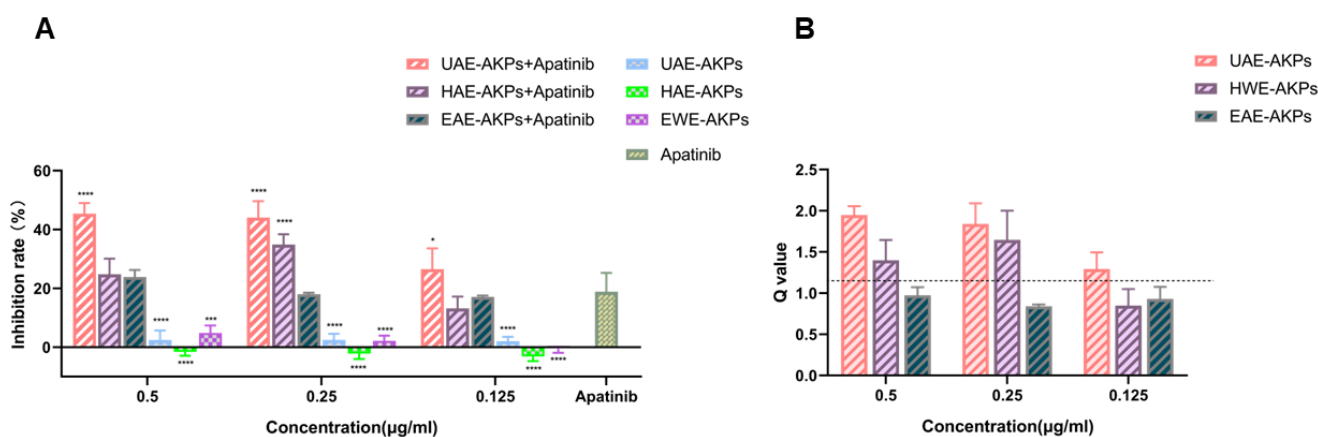 A
UAE-AKPs+Apatinib
HAE-AKPs+Apatinib
EAE-AKPs+Apatinib
UAE-AKPs
HAE-AKPs
EWE-AKPs
Apatinib
Inhibition rate (%)
60
40
20
0
****
****
****
***
****
****
****
****
****
*
****
****
****
0.5
0.25
0.125
Apatinib
Concentration(μg/ml)
B
UAE-AKPs
HWE-AKPs
EAE-AKPs
Q value
2.5
2.0
1.5
1.0
0.5
0.0
0.5
0.25
0.125
Concentration(μg/ml)